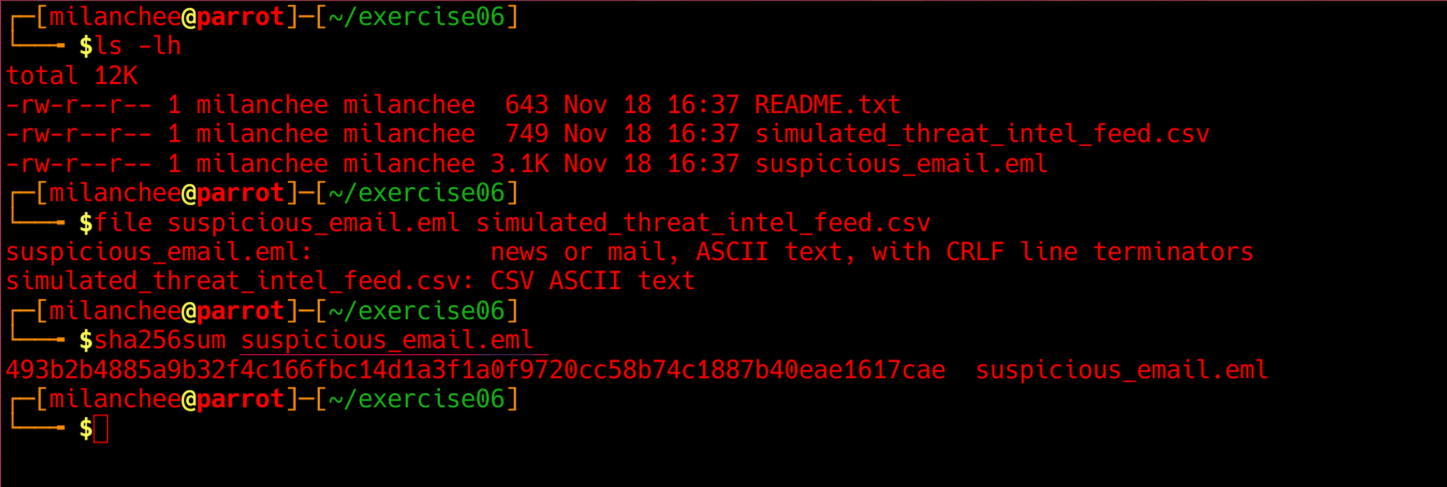 ┌─[milanchee@parrot]─[~/exercise06]
└──╼ $ls -lh
total 12K
-rw-r--r-- 1 milanchee milanchee  643 Nov 18 16:37 README.txt
-rw-r--r-- 1 milanchee milanchee  749 Nov 18 16:37 simulated_threat_intel_feed.csv
-rw-r--r-- 1 milanchee milanchee 3.1K Nov 18 16:37 suspicious_email.eml
┌─[milanchee@parrot]─[~/exercise06]
└──╼ $file suspicious_email.eml simulated_threat_intel_feed.csv
suspicious_email.eml:            news or mail, ASCII text, with CRLF line terminators
simulated_threat_intel_feed.csv: CSV ASCII text
┌─[milanchee@parrot]─[~/exercise06]
└──╼ $sha256sum suspicious_email.eml
493b2b4885a9b32f4c166fbc14d1a3f1a0f9720cc58b74c1887b40eae1617cae  suspicious_email.eml
┌─[milanchee@parrot]─[~/exercise06]
└──╼ $